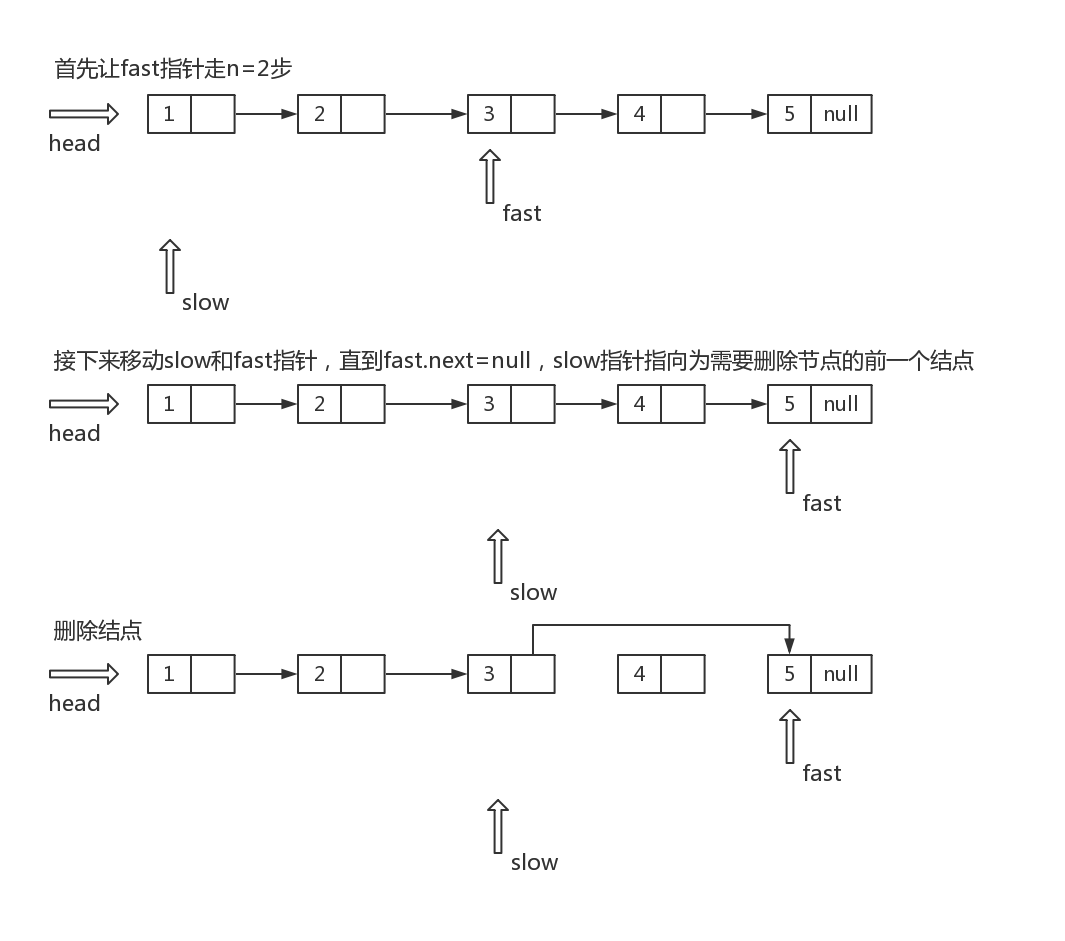 首先让fast指针走n=2步
1 2 3 4 5 null
head
fast
slow
接下来移动slow和fast指针，直到fast.next=null，slow指针指向为需要删除节点的前一个结点
1 2 3 4 5 null
head
fast
slow
删除结点
1 2 3 4 5 null
head
fast
slow